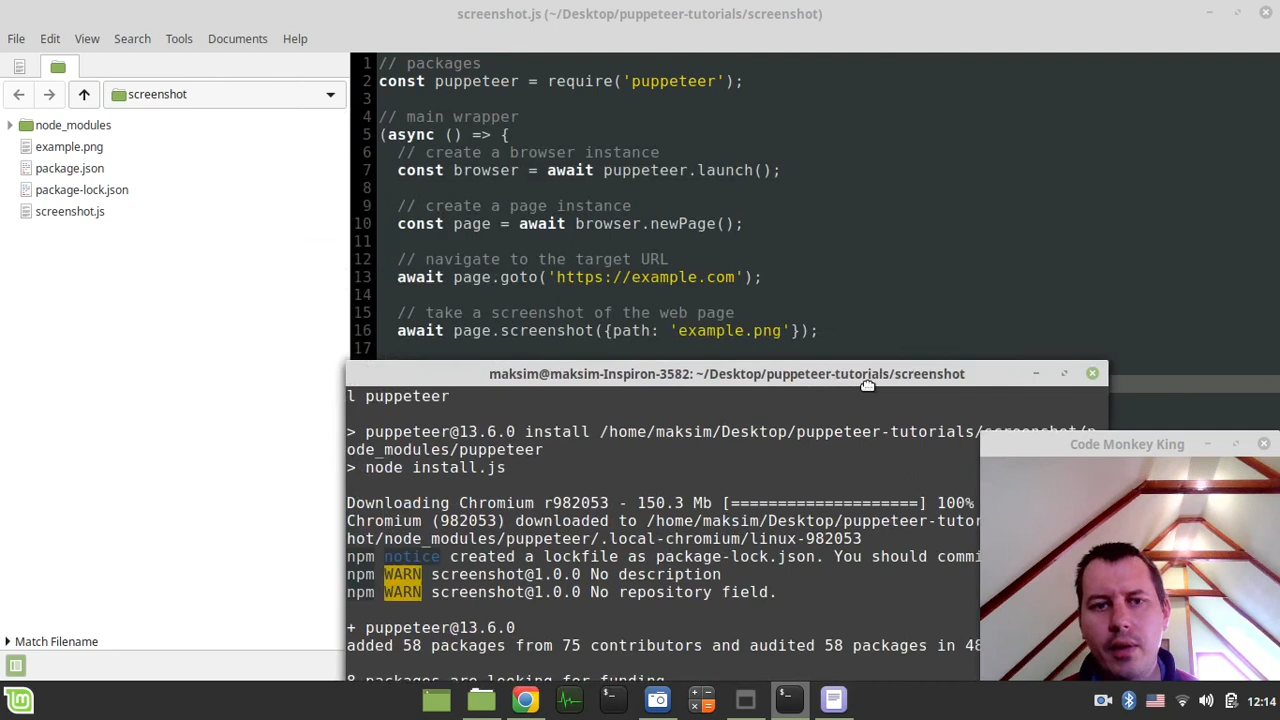 screenshot.js (~/Desktop/puppeteer-tutorials/screenshot)
File Edit View Search Tools Documents Help
screenshot
node_modules
example.png
package.json
package-lock.json
screenshot.js
Match Filename
1 // packages
2 const puppeteer = require('puppeteer');
3
4 // main wrapper
5 (async () => {
6 // create a browser instance
7 const browser = await puppeteer.launch();
8
9 // create a page instance
10 const page = await browser.newPage();
11
12 // navigate to the target URL
13 await page.goto('https://example.com');
14
15 // take a screenshot of the web page
16 await page.screenshot({path: 'example.png'});
17
maksim@maksim-Inspiron-3582: ~/Desktop/puppeteer-tutorials/screenshot
l puppeteer
> puppeteer@13.6.0 install /home/maksim/Desktop/puppeteer-tutorials/screenshot/n
ode_modules/puppeteer
> node install.js
Downloading Chromium r982053 - 150.3 Mb [====================] 100%
Chromium (982053) downloaded to /home/maksim/Desktop/puppeteer-tutor
hot/node_modules/puppeteer/.local-chromium/linux-982053
npm notice created a lockfile as package-lock.json. You should commi
npm WARN screenshot@1.0.0 No description
npm WARN screenshot@1.0.0 No repository field.
+ puppeteer@13.6.0
added 58 packages from 75 contributors and audited 58 packages in 48
8 packages are looking for funding
Code Monkey King
12:14